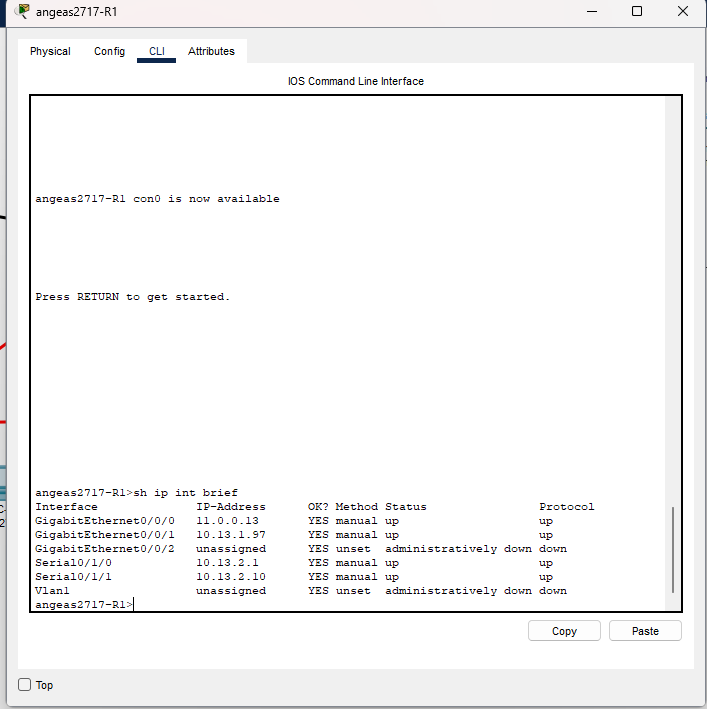 angeas2717-R1
Physical Config CLI Attributes
IOS Command Line Interface
angeas2717-R1 con0 is now available
Press RETURN to get started.
angeas2717-R1>sh ip int brief
Interface IP-Address OK? Method Status Protocol
GigabitEthernet0/0/0 11.0.0.13 YES manual up up
GigabitEthernet0/0/1 10.13.1.97 YES manual up up
GigabitEthernet0/0/2 unassigned YES unset administratively down down
Serial0/1/0 10.13.2.1 YES manual up up
Serial0/1/1 10.13.2.10 YES manual up up
Vlan1 unassigned YES unset administratively down down
angeas2717-R1>
Copy Paste
Top